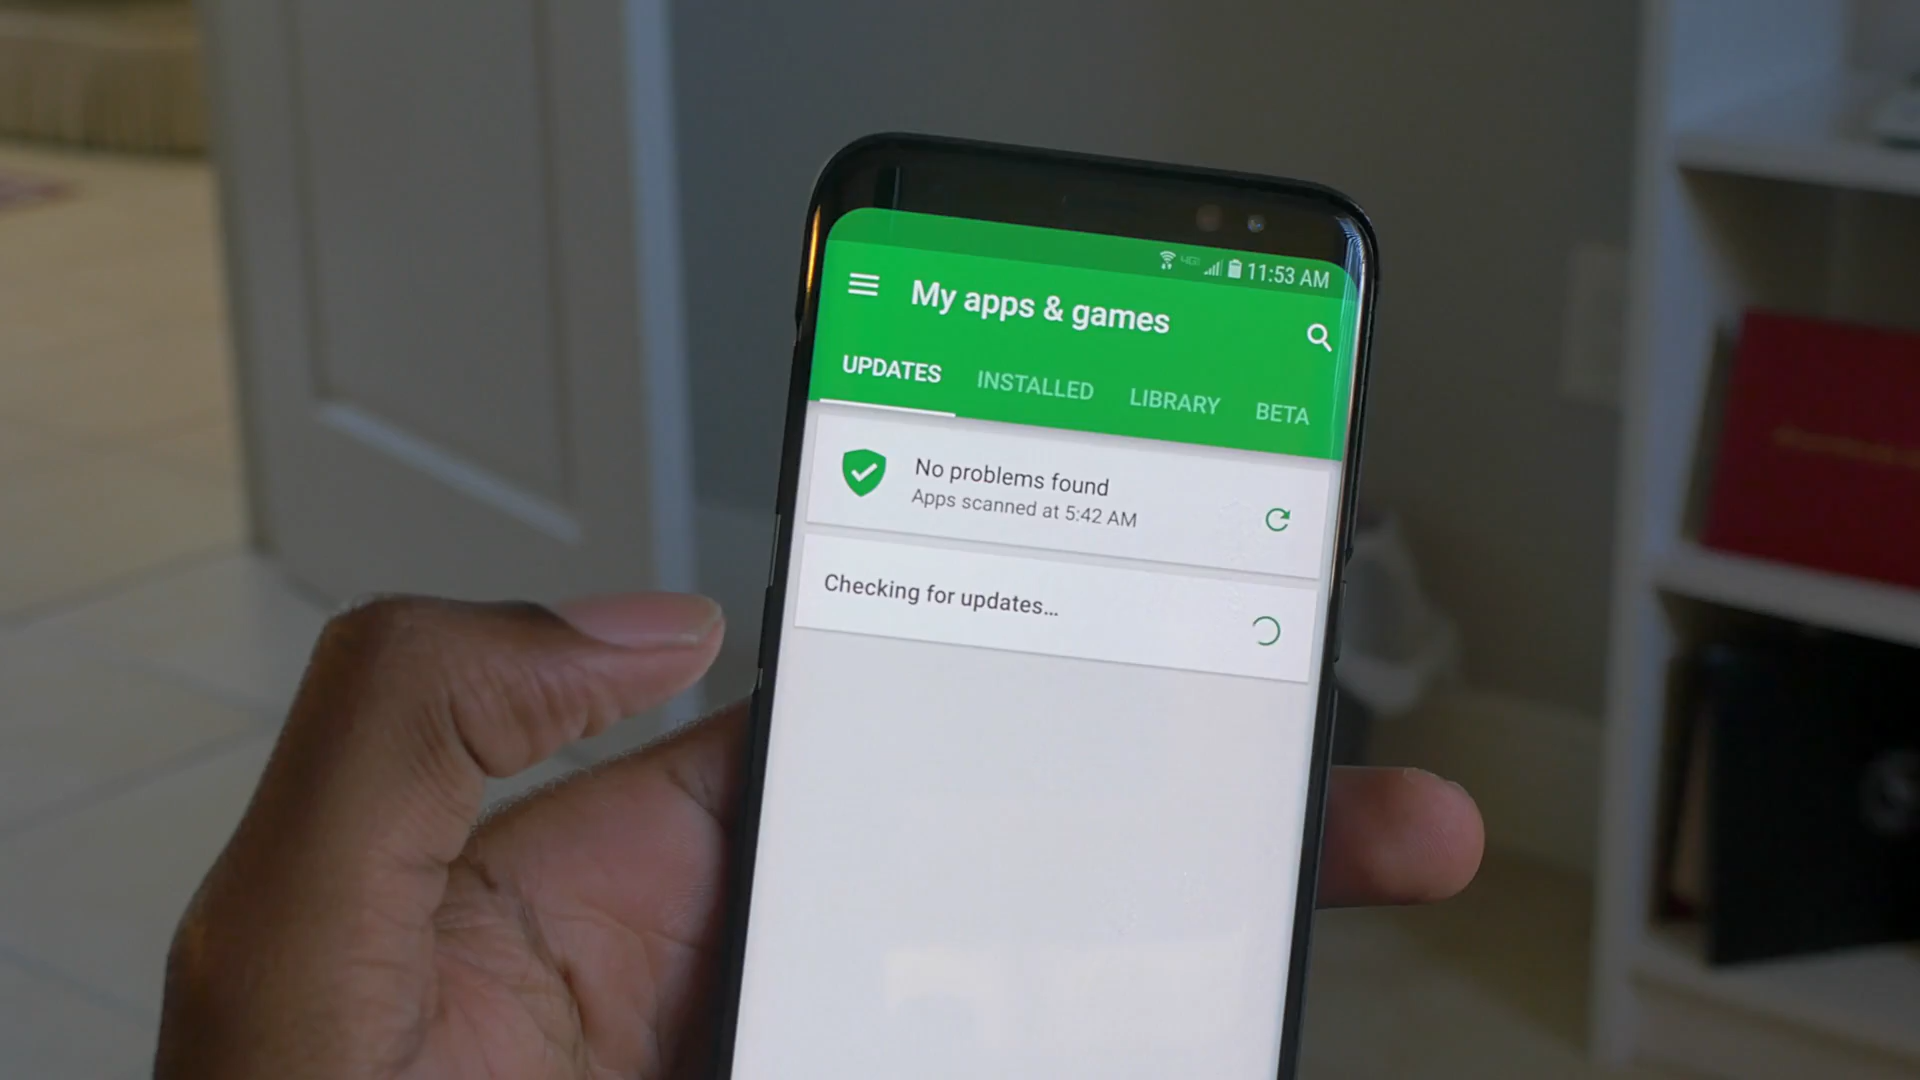 11:53 AM
My apps & games
UPDATES INSTALLED LIBRARY BETA
No problems found
Apps scanned at 5:42 AM
Checking for updates...